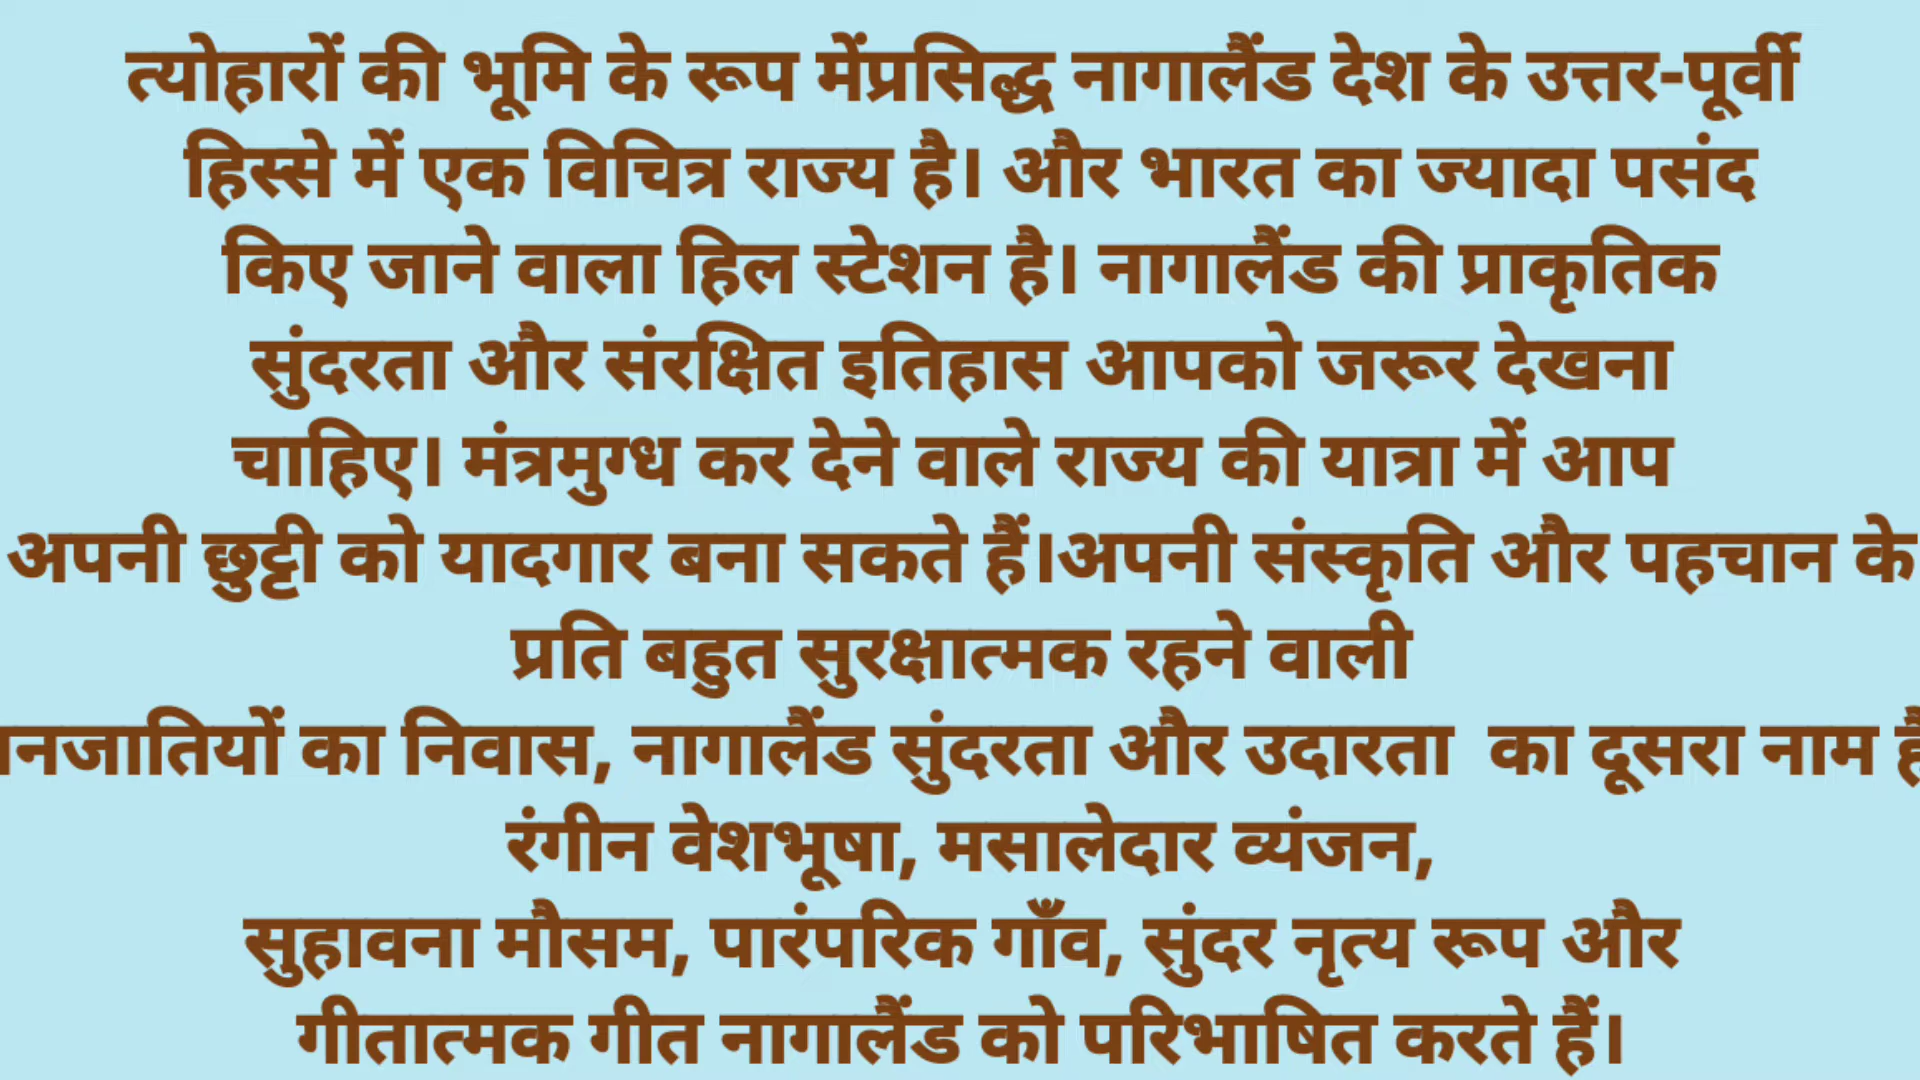 त्योहारों की भूमि के रूप मेंप्रसिद्ध नागालैंड देश के उत्तर-पूर्वी
हिस्से में एक विचित्र राज्य है। और भारत का ज्यादा पसंद
किए जाने वाला हिल स्टेशन है। नागालैंड की प्राकृतिक
सुंदरता और संरक्षित इतिहास आपको जरूर देखना
चाहिए। मंत्रमुग्ध कर देने वाले राज्य की यात्रा में आप
अपनी छुट्टी को यादगार बना सकते हैं।अपनी संस्कृति और पहचान के
प्रति बहुत सुरक्षात्मक रहने वाली
नजातियों का निवास, नागालैंड सुंदरता और उदारता  का दूसरा नाम है
रंगीन वेशभूषा, मसालेदार व्यंजन,
सुहावना मौसम, पारंपरिक गाँव, सुंदर नृत्य रूप और
गीतात्मक गीत नागालैंड को परिभाषित करते हैं।